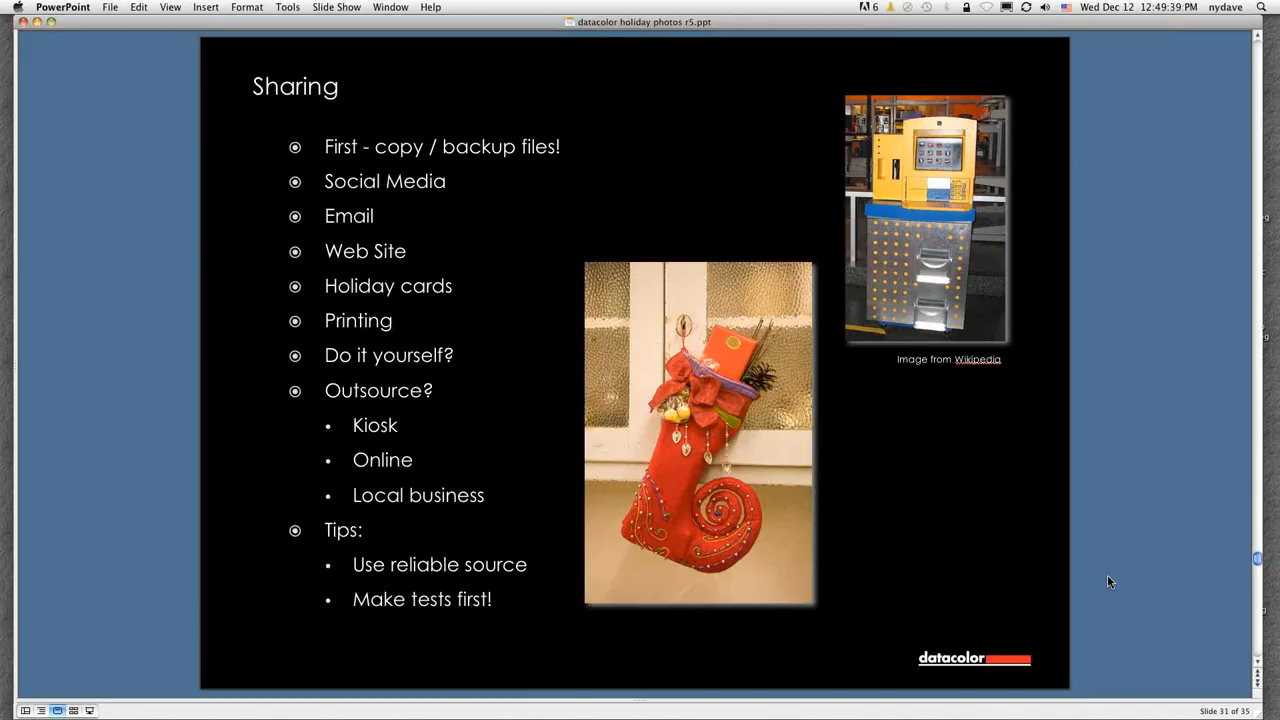 PowerPoint File Edit View Insert Format Tools Slide Show Window Help
6 Wed Dec 12 12:49:39 PM nydave
datacolor holiday photos r5.ppt
Sharing
First - copy / backup files!
Social Media
Email
Web Site
Holiday cards
Printing
Do it yourself?
Outsource?
Kiosk
Online
Local business
Tips:
Use reliable source
Make tests first!
Image from Wikipedia
datacolor
Slide 31 of 35